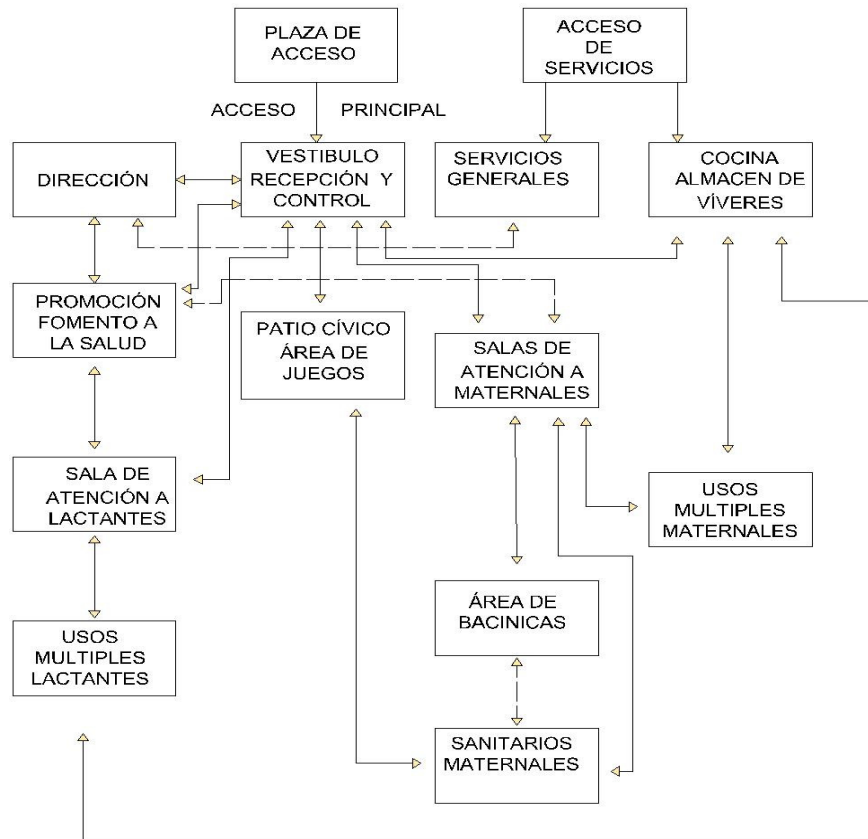 PLAZA DE
ACCESO
ACCESO
DE
SERVICIOS
ACCESO PRINCIPAL
DIRECCIÓN
VESTIBULO
RECEPCIÓN Y
CONTROL
SERVICIOS
GENERALES
COCINA
ALMACEN DE
VÍVERES
PROMOCIÓN
FOMENTO A
LA SALUD
PATIO CÍVICO
ÁREA DE
JUEGOS
SALAS DE
ATENCIÓN A
MATERNALES
SALA DE
ATENCIÓN A
LACTANTES
USOS
MULTIPLES
MATERNALES
ÁREA DE
BACINICAS
USOS
MULTIPLES
LACTANTES
SANITARIOS
MATERNALES